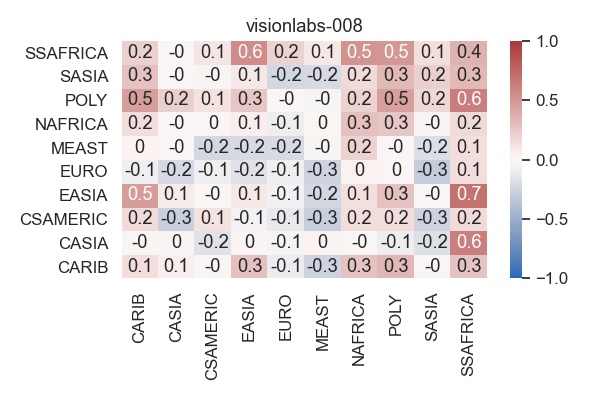 visionlabs-008
SSAFRICA 0.2 -0 0.1 0.6 0.2 0.1 0.5 0.5 0.1 0.4
SASIA 0.3 -0 -0 0.1 -0.2 -0.2 0.2 0.3 0.2 0.3
POLY 0.5 0.2 0.1 0.3 -0 -0 0.2 0.5 0.2 0.6
NAFRICA 0.2 -0 0 0.1 -0.1 0 0.3 0.3 -0 0.2
MEAST 0 -0 -0.2 -0.2 -0.2 -0 0.2 -0 -0.2 0.1
EURO -0.1 -0.2 -0.1 -0.2 -0.1 -0.3 0 0 -0.3 0.1
EASIA 0.5 0.1 -0 0.1 -0.1 -0.2 0.1 0.3 -0 0.7
CSAMERIC 0.2 -0.3 0.1 -0.1 -0.1 -0.3 0.2 0.2 -0.3 0.2
CASIA -0 0 -0.2 0 -0.1 0 -0 -0.1 -0.2 0.6
CARIB 0.1 0.1 -0 0.3 -0.1 -0.3 0.3 0.3 -0 0.3
CARIB CASIA CSAMERIC EASIA EURO MEAST NAFRICA POLY SASIA SSAFRICA
1.0
0.5
0.0
−0.5
−1.0